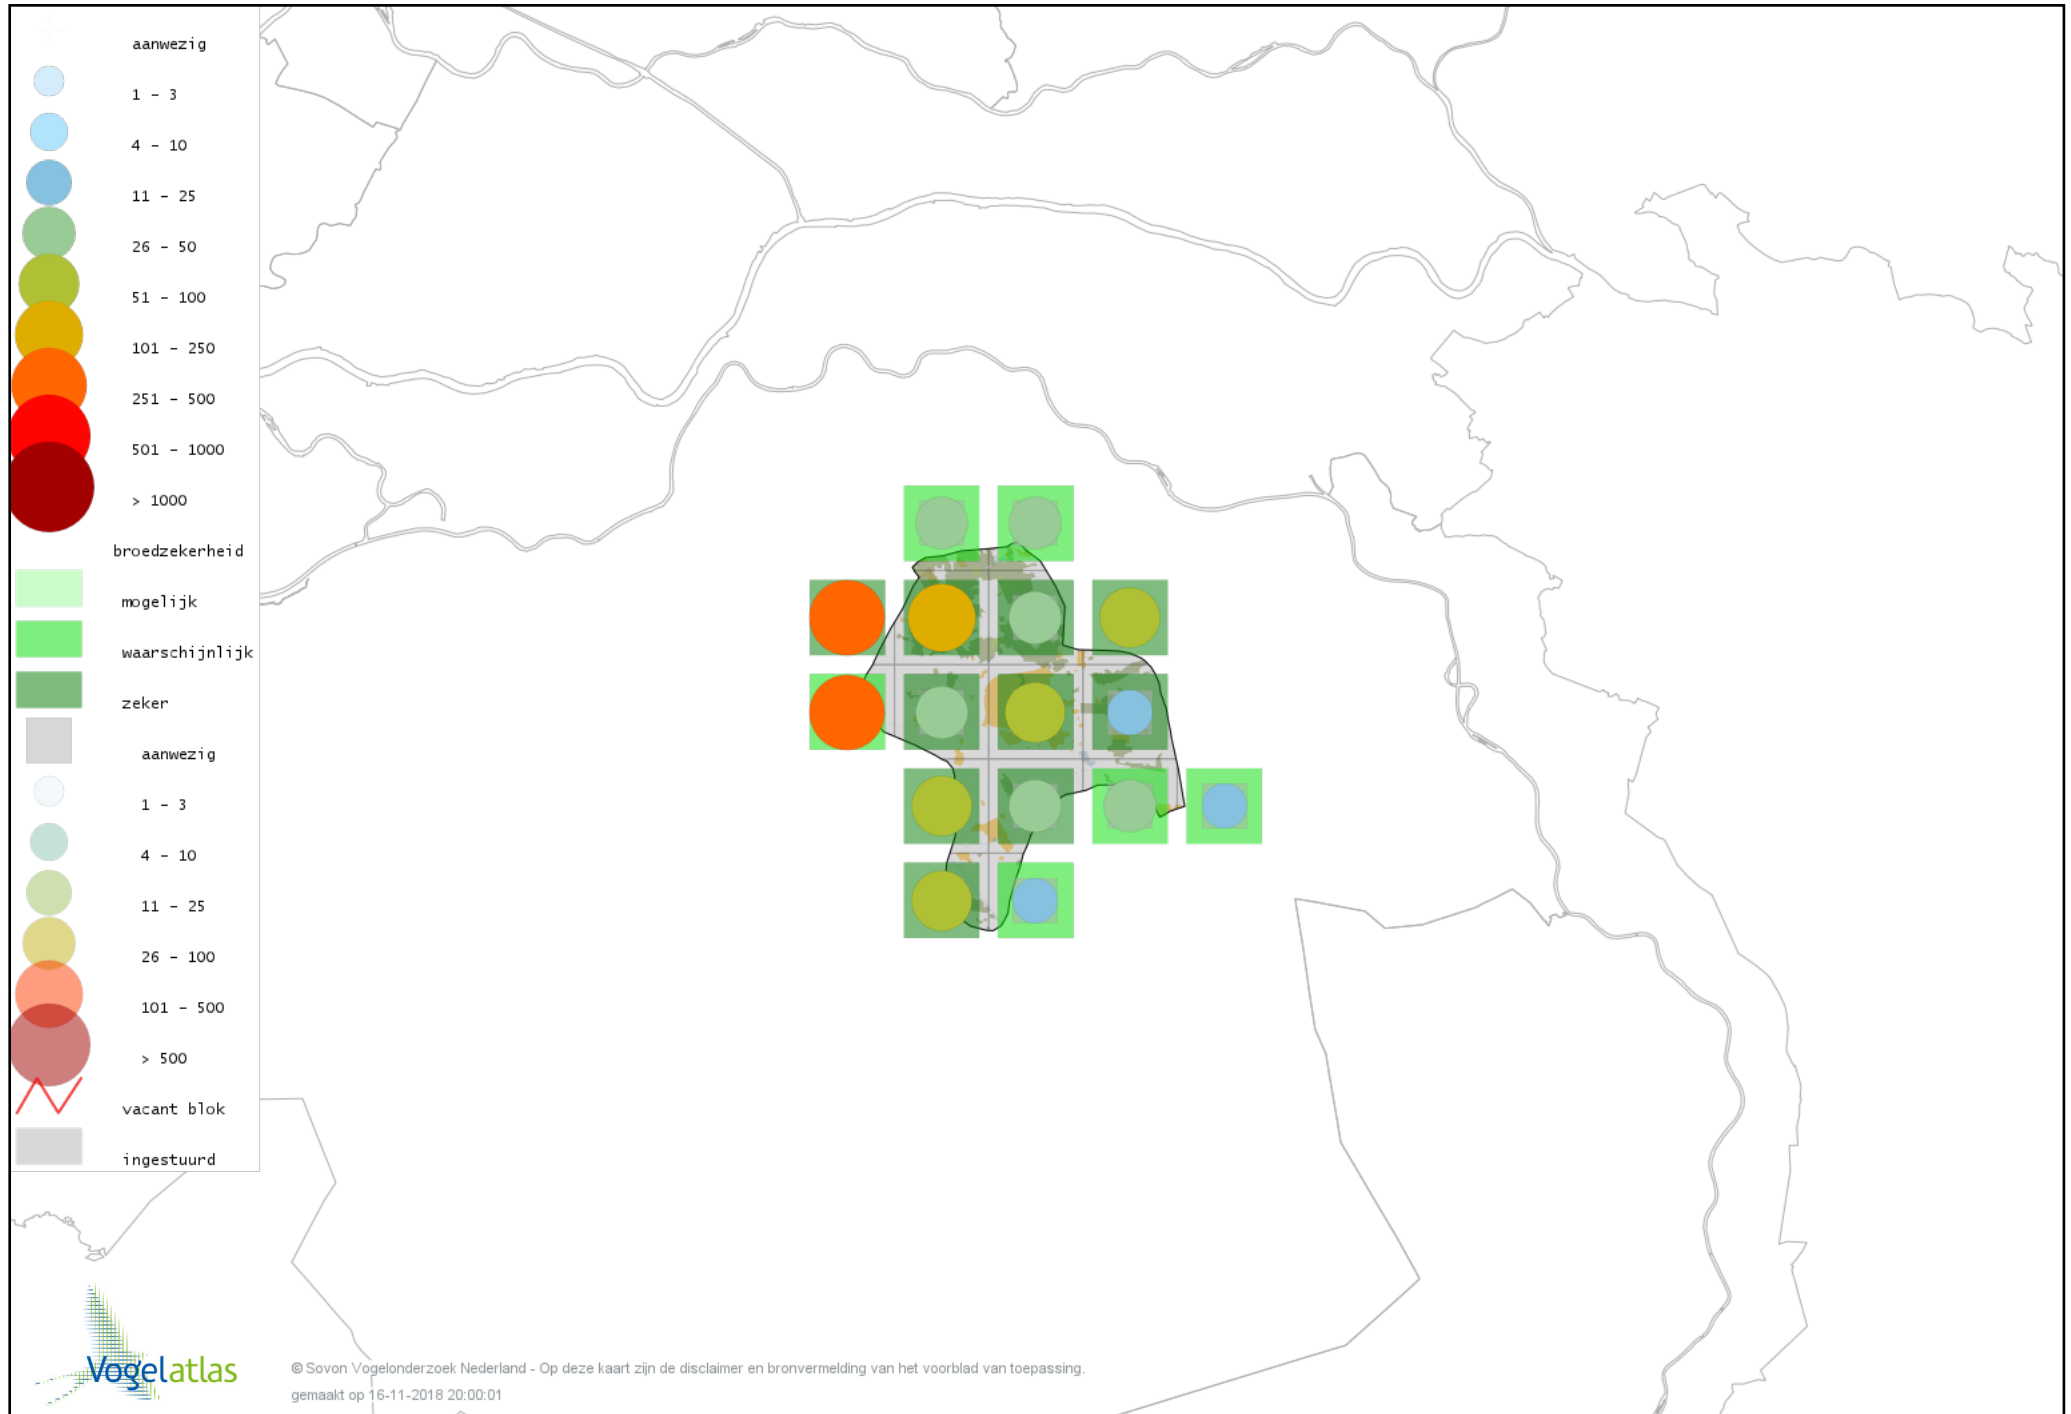 aanwezig
1 - 3
4 - 10
11 - 25
26 - 50
51 - 100
101 - 250
251 - 500
501 - 1000
> 1000
broedzekerheid
mogelijk
waarschijnlijk
zeker
aanwezig
1 - 3
4 - 10
11 - 25
26 - 100
101 - 500
> 500
vacant blok
ingestuurd
Vogelatlas
© Sovon Vogelonderzoek Nederland - Op deze kaart zijn de disclaimer en bronvermelding van het voorblad van toepassing.
gemaakt op 16-11-2018 20:00:01